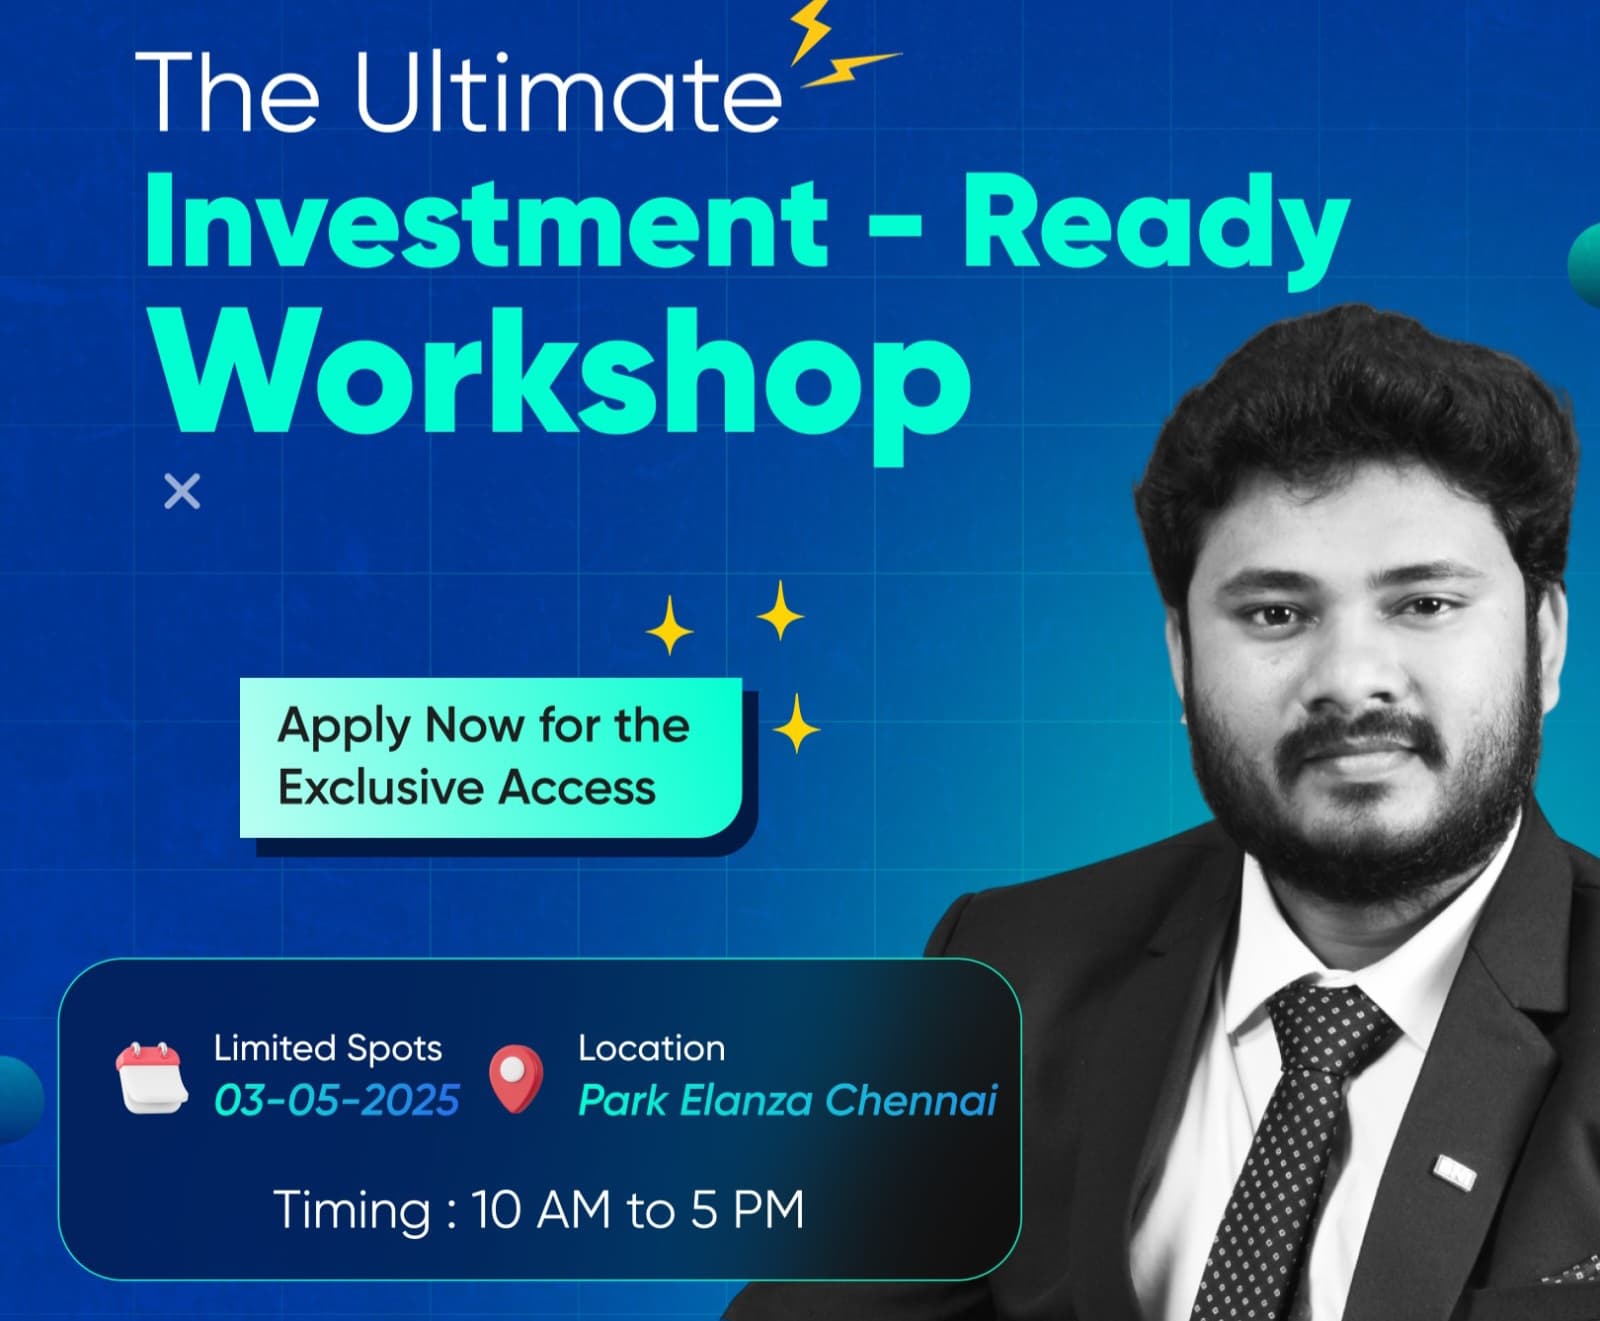 The Ultimate
Investment - Ready
Workshop
Apply Now for the
Exclusive Access
Limited Spots
03-05-2025
Location
Park Elanza Chennai
Timing : 10 AM to 5 PM